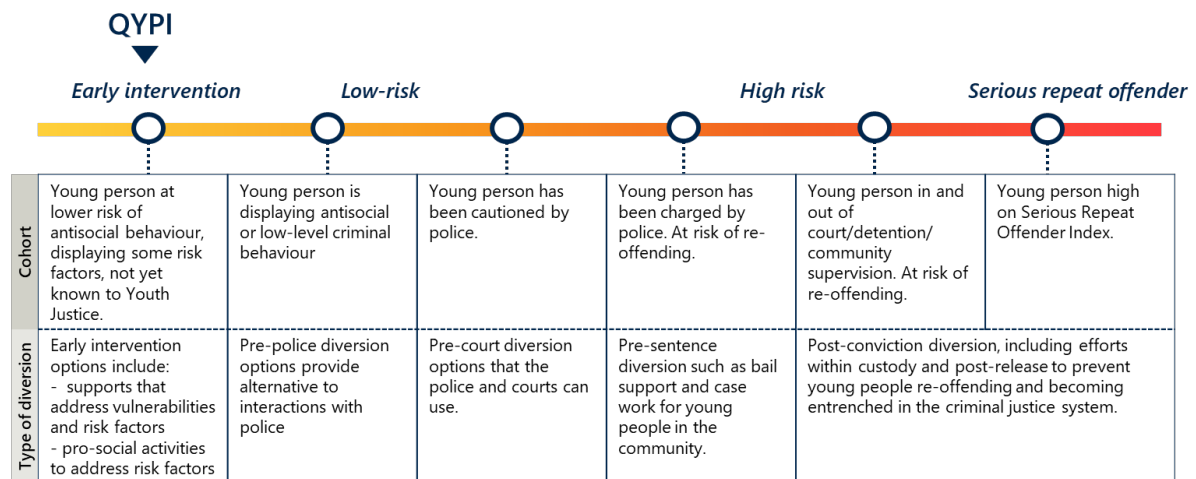 QYPI
Early intervention
Low-risk
High risk
Serious repeat offender
Cohort
Young person at
lower risk of
antisocial behaviour,
displaying some risk
factors, not yet
known to Youth
Justice.
Young person is
displaying antisocial
or low-level criminal
behaviour
Young person has
been cautioned by
police.
Young person has
been charged by
police. At risk of re-
offending.
Young person in and
out of
court/detention/
community
supervision. At risk of
re-offending.
Young person high
on Serious Repeat
Offender Index.
Type of diversion
Early intervention
options include:
- supports that
address vulnerabilities
and risk factors
- pro-social activities
to address risk factors
Pre-police diversion
options provide
alternative to
interactions with
police
Pre-court diversion
options that the
police and courts can
use.
Pre-sentence
diversion such as bail
support and case
work for young
people in the
community.
Post-conviction diversion, including efforts
within custody and post-release to prevent
young people re-offending and becoming
entrenched in the criminal justice system.